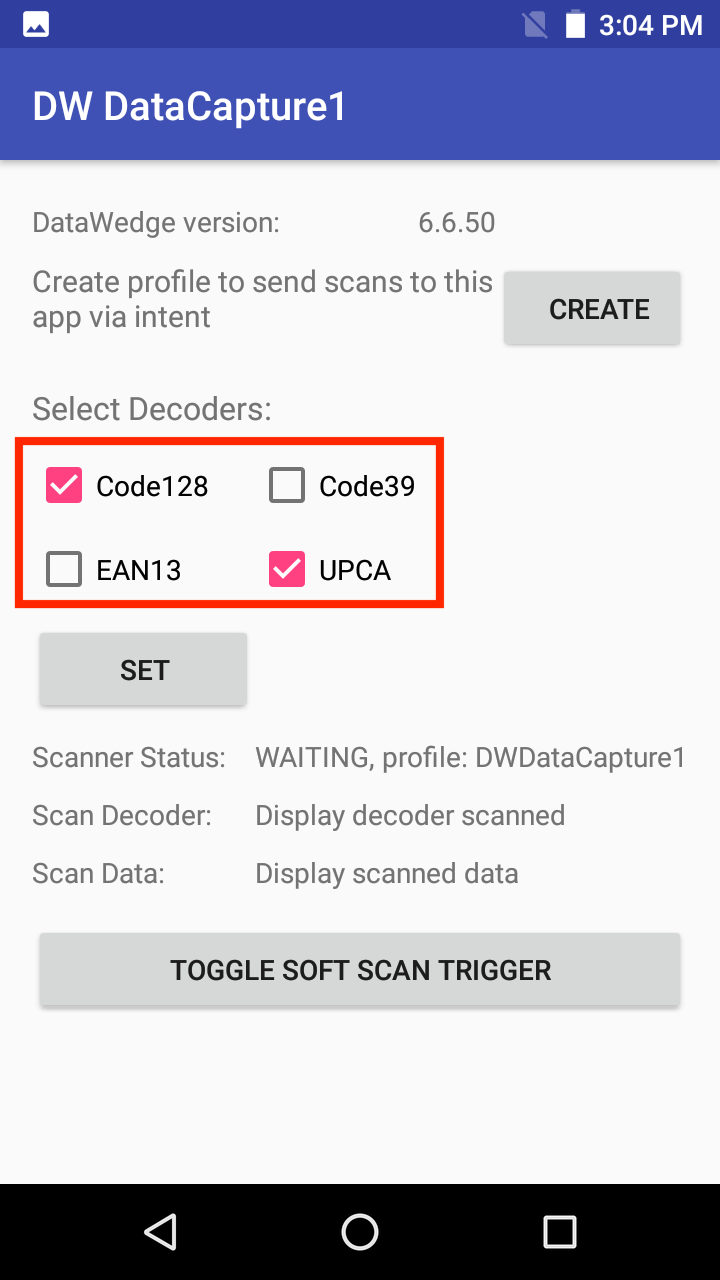 3:04 PM
DW DataCapture1
DataWedge version: 6.6.50
Create profile to send scans to this
app via intent
CREATE
Select Decoders:
Code128 Code39
EAN13 UPCA
SET
Scanner Status: WAITING, profile: DWDataCapture1
Scan Decoder: Display decoder scanned
Scan Data: Display scanned data
TOGGLE SOFT SCAN TRIGGER